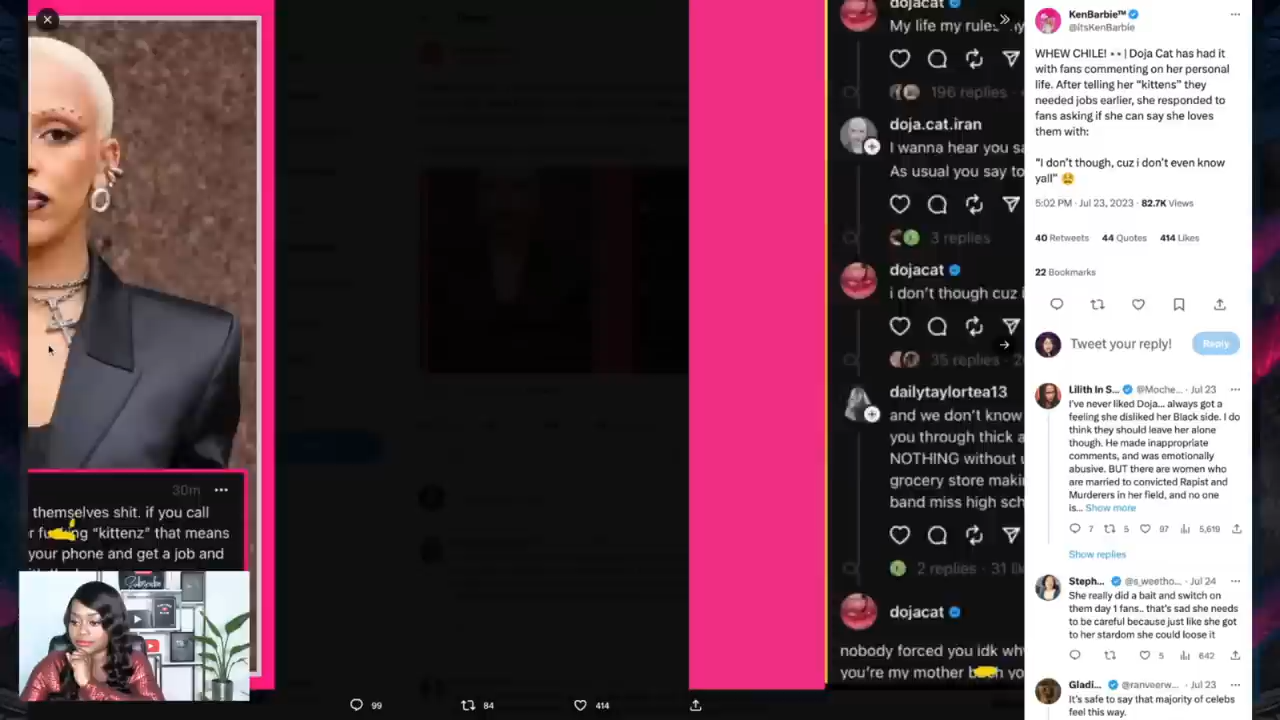 30m
themselves shit. if you call
"kittenz" that means
your phone and get a job and
99
84
414
dojacat
My life my rules
196 replies
doja.cat.iran
I wanna hear you sa
As usual you say to
3 replies
dojacat
i don't though cuz i
35 replies
dailytaylortea13
and we don't know
you through thick a
NOTHING without u
grocery store maki
band miss high sch
2 replies · 31 li
dojacat
nobody forced you idk wh
you're my mother
KenBarbie™
@itsKenBarbie
WHEW CHILE! 👀 | Doja Cat has had it
with fans commenting on her personal
life. After telling her "kittens" they
needed jobs earlier, she responded to
fans asking if she can say she loves
them with:
"I don't though, cuz i don't even know
yall" 😫
5:02 PM · Jul 23, 2023 · 82.7K Views
40 Retweets 44 Quotes 414 Likes
22 Bookmarks
Tweet your reply!
Reply
Lilith In S... @Moche... · Jul 23
I've never liked Doja... always got a
feeling she disliked her Black side. I do
think they should leave her alone
though. He made inappropriate
comments, and was emotionally
abusive. BUT there are women who
are married to convicted Rapist and
Murderers in her field, and no one
is... Show more
7 5 97 5,619
Show replies
Steph... @s_weetho... · Jul 24
She really did a bait and switch on
them day 1 fans.. that's sad she needs
to be careful because just like she got
to her stardom she could loose it
5 642
Gladi... @ranveerw... · Jul 23
It's safe to say that majority of celebs
feel this way.